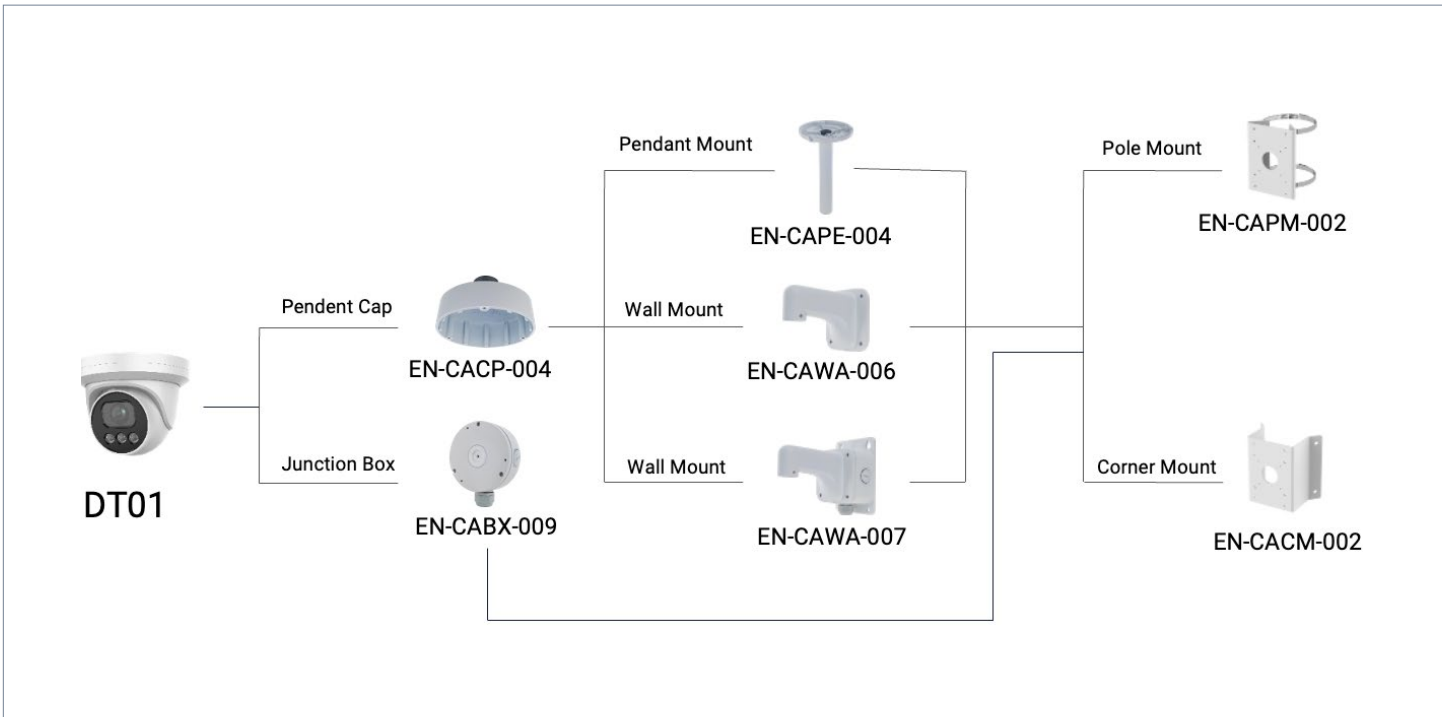 Pendant Mount
EN-CAPE-004
Pole Mount
EN-CAPM-002
Pendent Cap
EN-CACP-004
Wall Mount
EN-CAWA-006
DT01
Junction Box
EN-CABX-009
Wall Mount
EN-CAWA-007
Corner Mount
EN-CACM-002